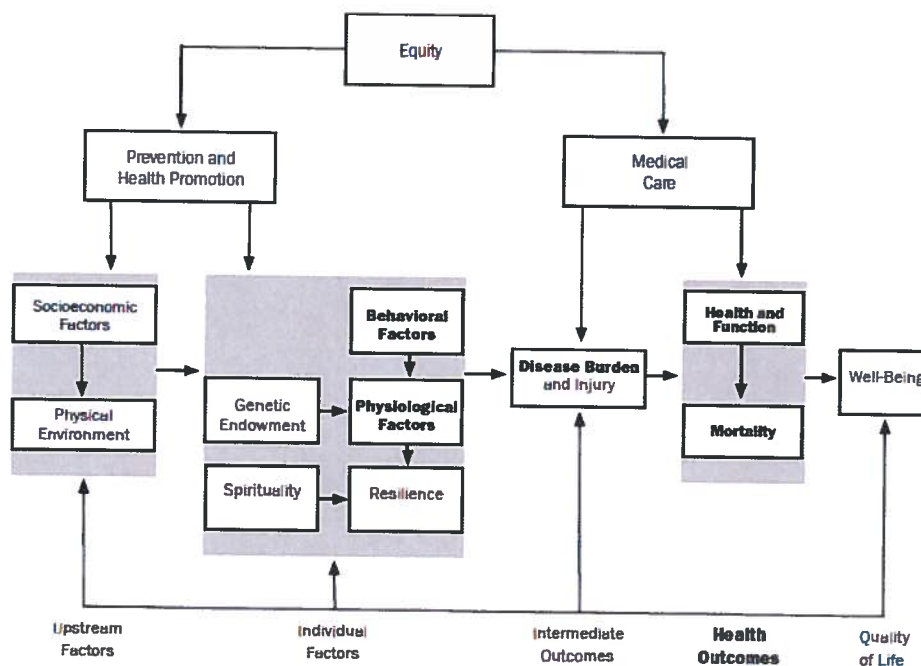 Equity
Prevention and
Health Promotion
Medical
Care
Socioeconomic
Factors
Physical
Environment
Behavioral
Factors
Genetic
Endowment
Physiological
Factors
Spirituality
Resilience
Disease Burden
and Injury
Health and
Function
Mortality
Well-Being
Upstream
Factors
Individual
Factors
Intermediate
Outcomes
Health
Outcomes
Quality
of Life